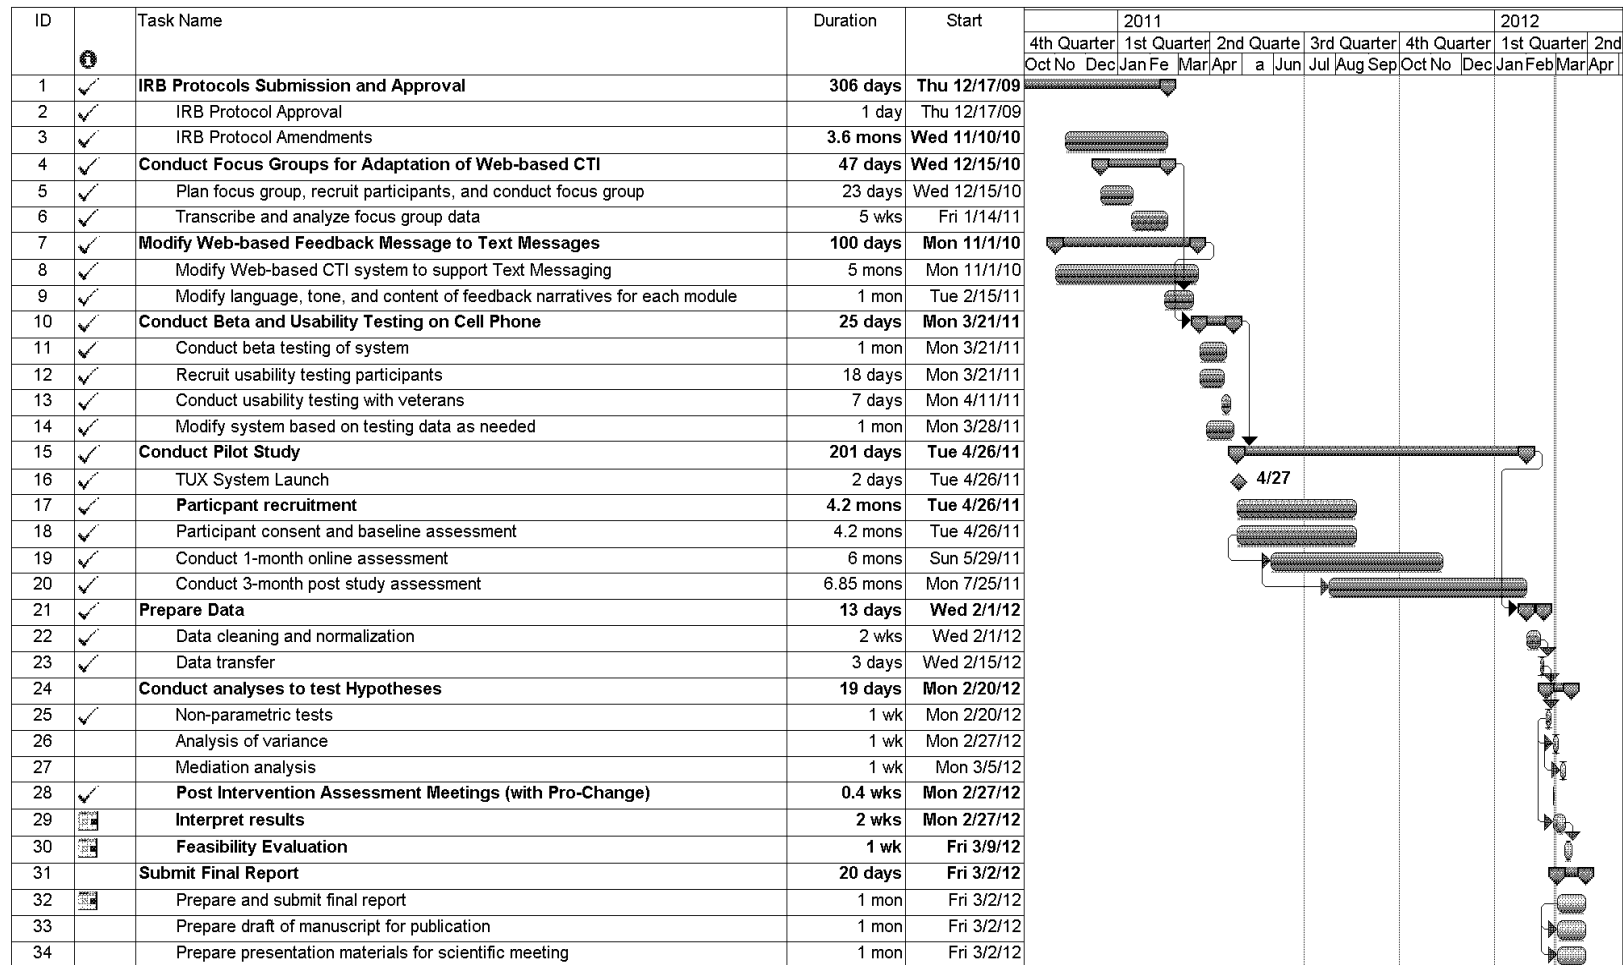 ID Task Name Duration Start 2011 2012
4th Quarter 1st Quarter 2nd Quarte 3rd Quarter 4th Quarter 1st Quarter 2nd
Oct No Dec Jan Fe Mar Apr a Jun Jul Aug Sep Oct No Dec Jan Feb Mar Apr
1 IRB Protocols Submission and Approval 306 days Thu 12/17/09
2 IRB Protocol Approval 1 day Thu 12/17/09
3 IRB Protocol Amendments 3.6 mons Wed 11/10/10
4 Conduct Focus Groups for Adaptation of Web-based CTI 47 days Wed 12/15/10
5 Plan focus group, recruit participants, and conduct focus group 23 days Wed 12/15/10
6 Transcribe and analyze focus group data 5 wks Fri 1/14/11
7 Modify Web-based Feedback Message to Text Messages 100 days Mon 11/1/10
8 Modify Web-based CTI system to support Text Messaging 5 mons Mon 11/1/10
9 Modify language, tone, and content of feedback narratives for each module 1 mon Tue 2/15/11
10 Conduct Beta and Usability Testing on Cell Phone 25 days Mon 3/21/11
11 Conduct beta testing of system 1 mon Mon 3/21/11
12 Recruit usability testing participants 18 days Mon 3/21/11
13 Conduct usability testing with veterans 7 days Mon 4/11/11
14 Modify system based on testing data as needed 1 mon Mon 3/28/11
15 Conduct Pilot Study 201 days Tue 4/26/11
16 TUX System Launch 2 days Tue 4/26/11 4/27
17 Particpant recruitment 4.2 mons Tue 4/26/11
18 Participant consent and baseline assessment 4.2 mons Tue 4/26/11
19 Conduct 1-month online assessment 6 mons Sun 5/29/11
20 Conduct 3-month post study assessment 6.85 mons Mon 7/25/11
21 Prepare Data 13 days Wed 2/1/12
22 Data cleaning and normalization 2 wks Wed 2/1/12
23 Data transfer 3 days Wed 2/15/12
24 Conduct analyses to test Hypotheses 19 days Mon 2/20/12
25 Non-parametric tests 1 wk Mon 2/20/12
26 Analysis of variance 1 wk Mon 2/27/12
27 Mediation analysis 1 wk Mon 3/5/12
28 Post Intervention Assessment Meetings (with Pro-Change) 0.4 wks Mon 2/27/12
29 Interpret results 2 wks Mon 2/27/12
30 Feasibility Evaluation 1 wk Fri 3/9/12
31 Submit Final Report 20 days Fri 3/2/12
32 Prepare and submit final report 1 mon Fri 3/2/12
33 Prepare draft of manuscript for publication 1 mon Fri 3/2/12
34 Prepare presentation materials for scientific meeting 1 mon Fri 3/2/12